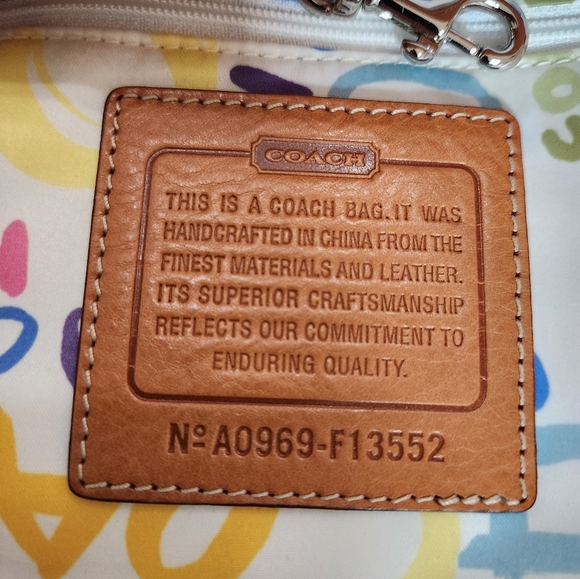 COACH
THIS IS A COACH BAG.IT WAS
HANDCRAFTED IN CHINA FROM THE
FINEST MATERIALS AND LEATHER.
ITS SUPERIOR CRAFTSMANSHIP
REFLECTS OUR COMMITMENT TO
ENDURING QUALITY.
Nº A0969-F13552